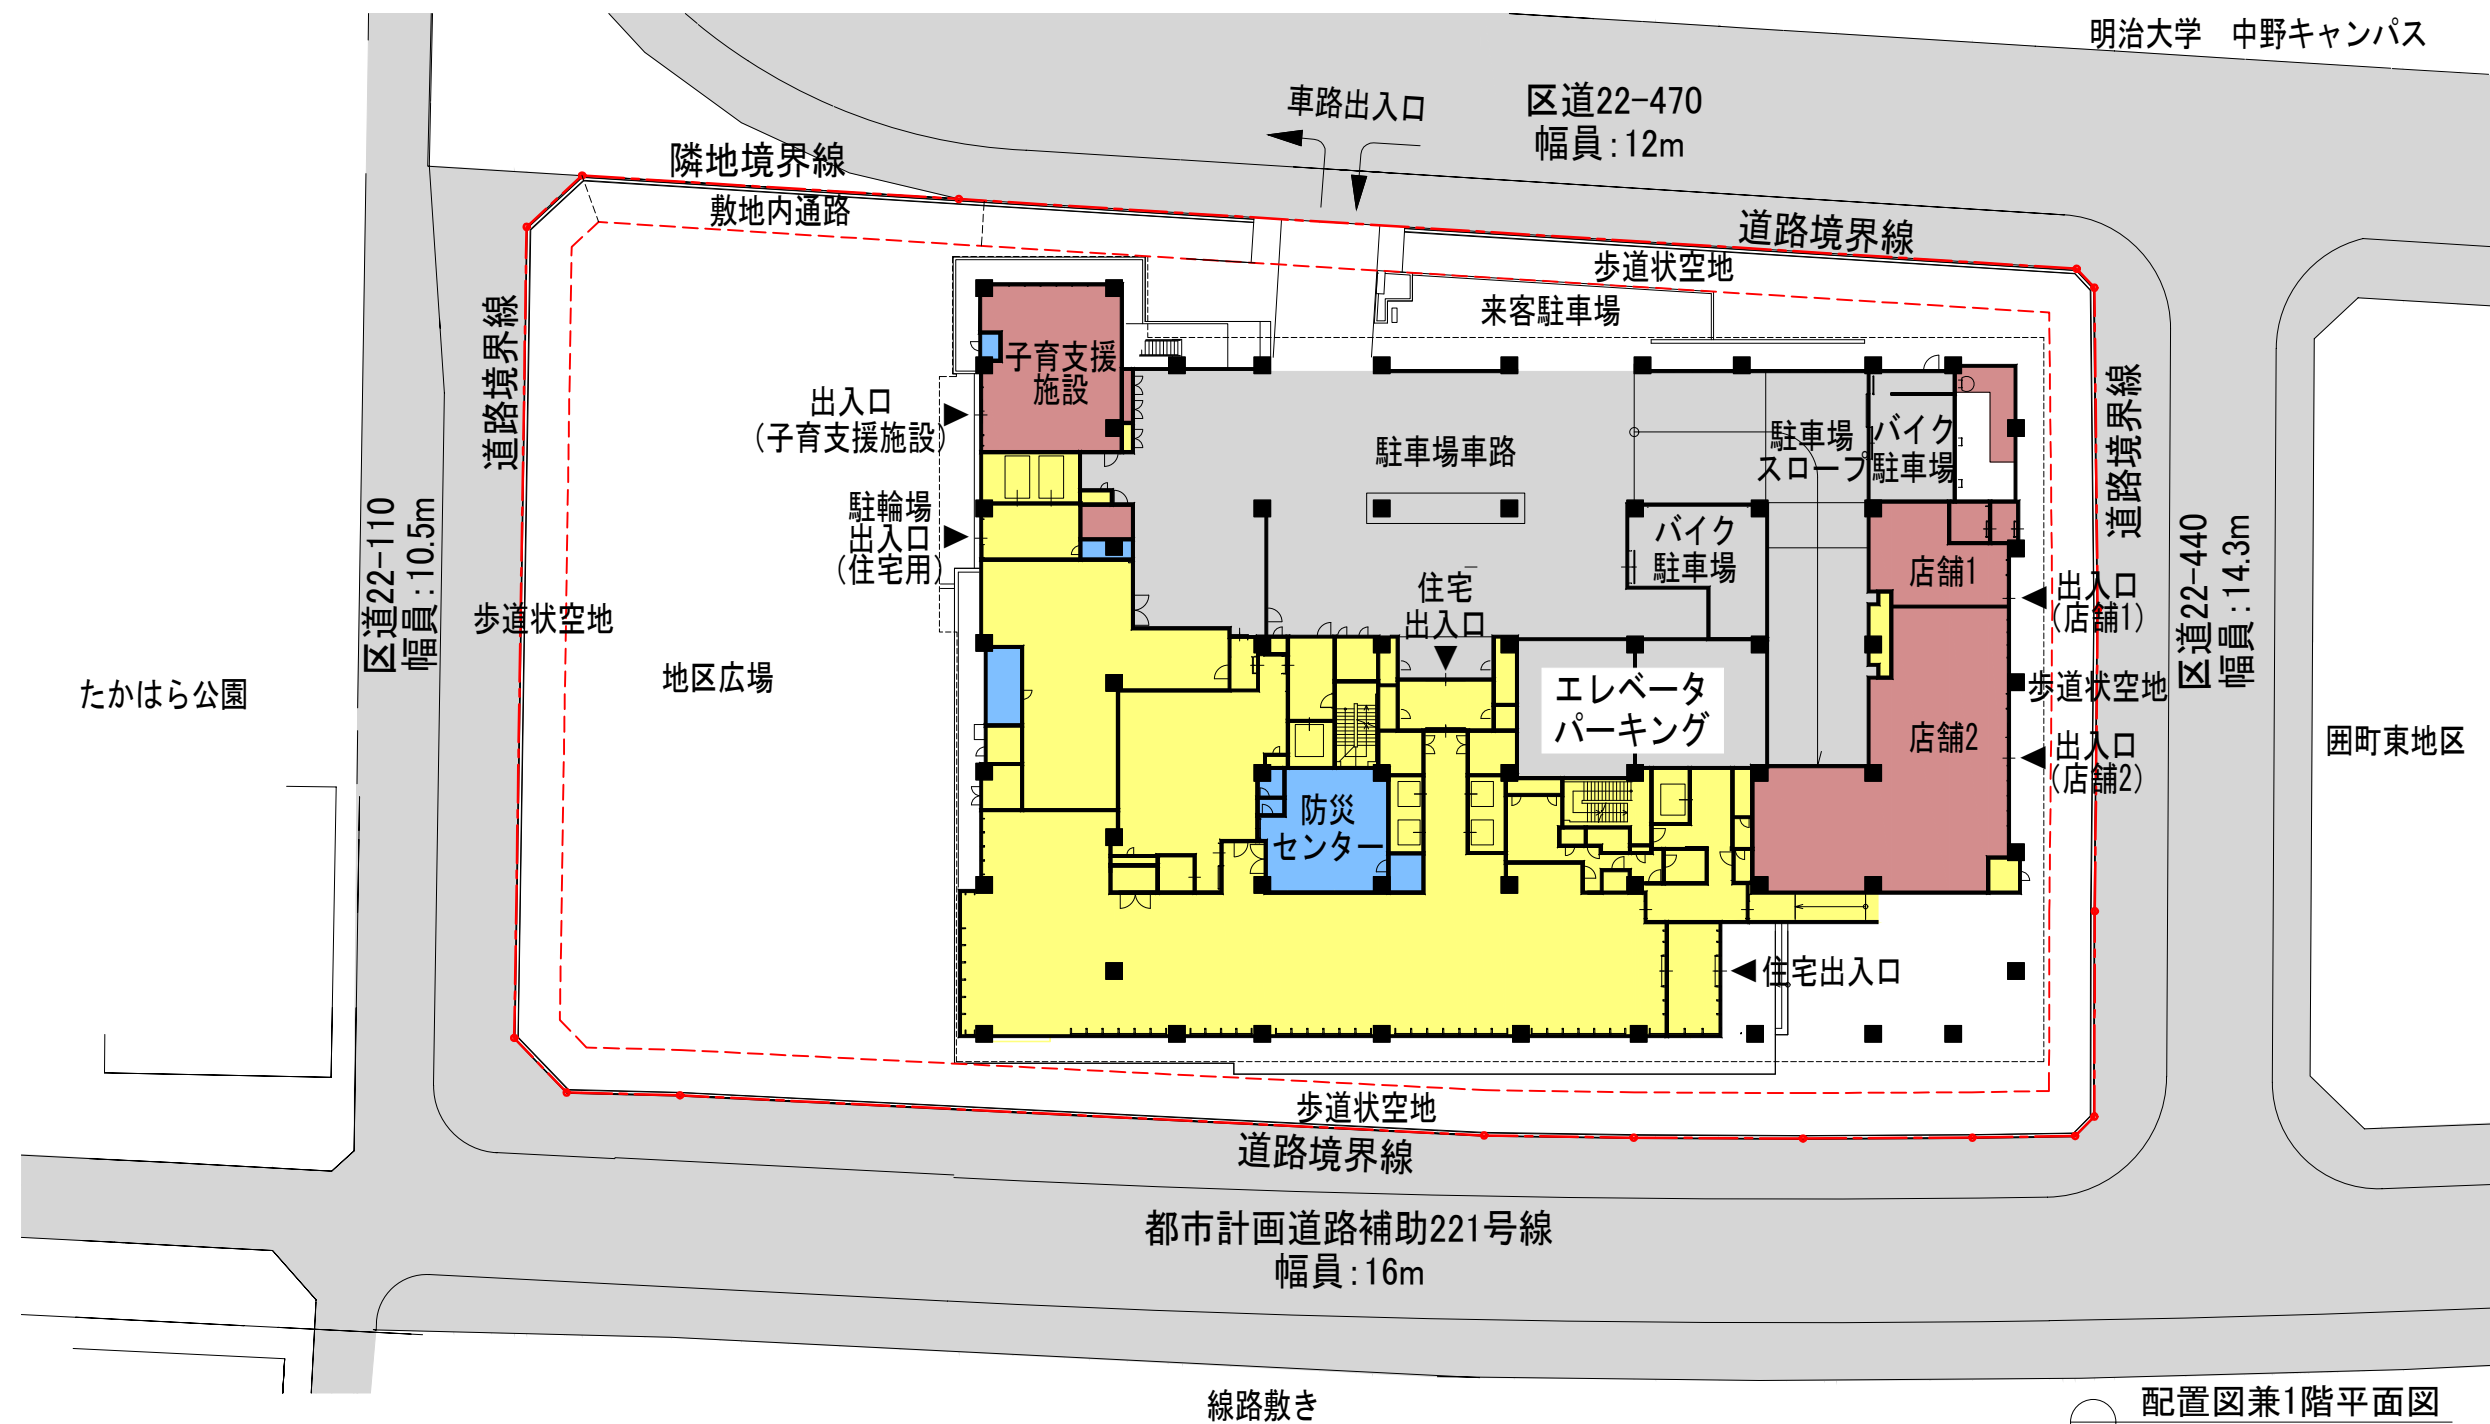 明治大学　中野キャンパス
車路出入口
区道22-470
幅員:12m
隣地境界線
敷地内通路
道路境界線
歩道状空地
来客駐車場
道路境界線
子育支援
施設
出入口
(子育支援施設)
駐車場車路
駐車場
スロープ
バイク
駐車場
道路境界線
駐輪場
出入口
(住宅用)
区道22-110
幅員:10.5m
歩道状空地
バイク
駐車場
住宅
出入口
店舗1
出入口
(店舗1)
区道22-440
幅員:14.3m
たかはら公園
地区広場
エレベータ
パーキング
歩道状空地
店舗2
出入口
(店舗2)
囲町東地区
防災
センター
住宅出入口
歩道状空地
道路境界線
都市計画道路補助221号線
幅員:16m
線路敷き
配置図兼1階平面図